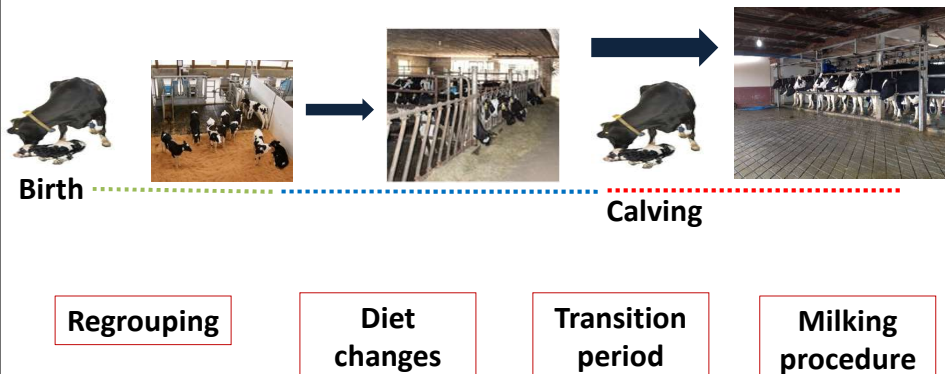 Birth
Calving
Regrouping
Diet
changes
Transition
period
Milking
procedure